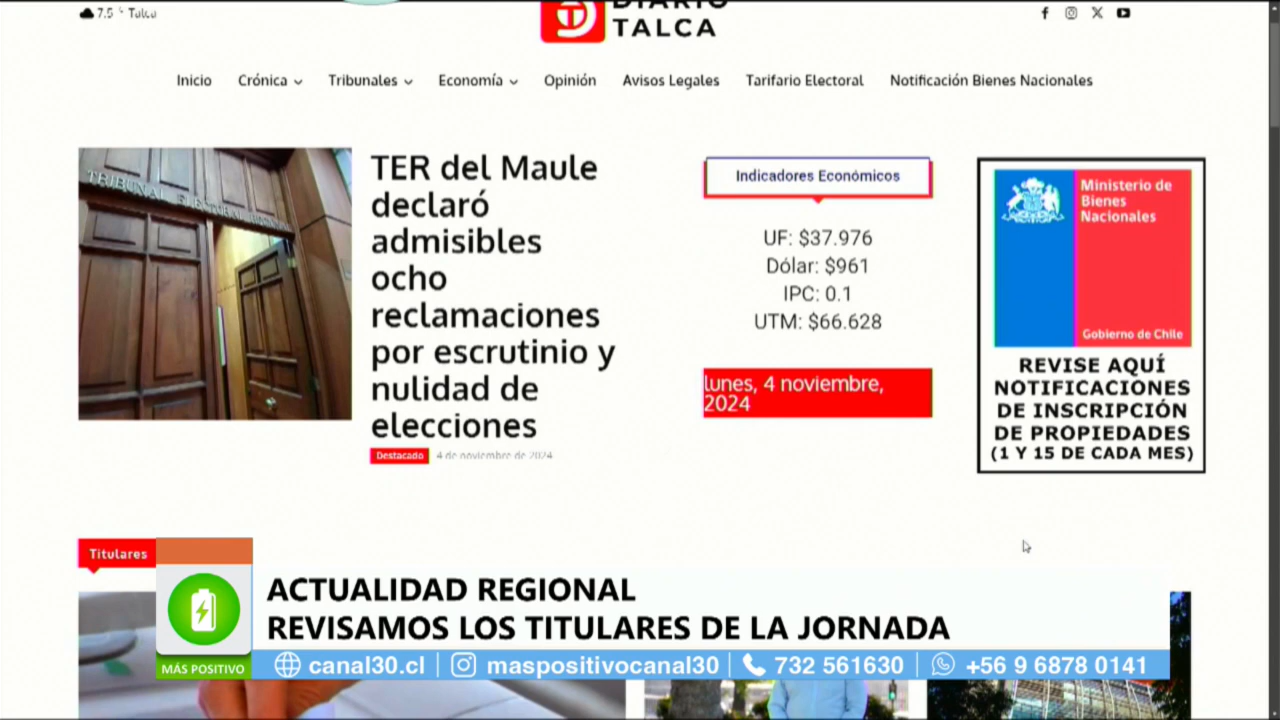 7.5 C Talca
DIARIO
TALCA
Inicio Crónica Tribunales Economía Opinión Avisos Legales Tarifario Electoral Notificación Bienes Nacionales
TRIBUNAL ELECTORAL REGIONAL
TER del Maule
declaró
admisibles
ocho
reclamaciones
por escrutinio y
nulidad de
elecciones
Destacado 4 de noviembre de 2024
Indicadores Económicos
UF: $37.976
Dólar: $961
IPC: 0.1
UTM: $66.628
lunes, 4 noviembre,
2024
Ministerio de
Bienes
Nacionales
Gobierno de Chile
REVISE AQUÍ
NOTIFICACIONES
DE INSCRIPCIÓN
DE PROPIEDADES
(1 Y 15 DE CADA MES)
Titulares
ACTUALIDAD REGIONAL
REVISAMOS LOS TITULARES DE LA JORNADA
MÁS POSITIVO
canal30.cl maspositivocanal30 732 561630 +56 9 6878 0141